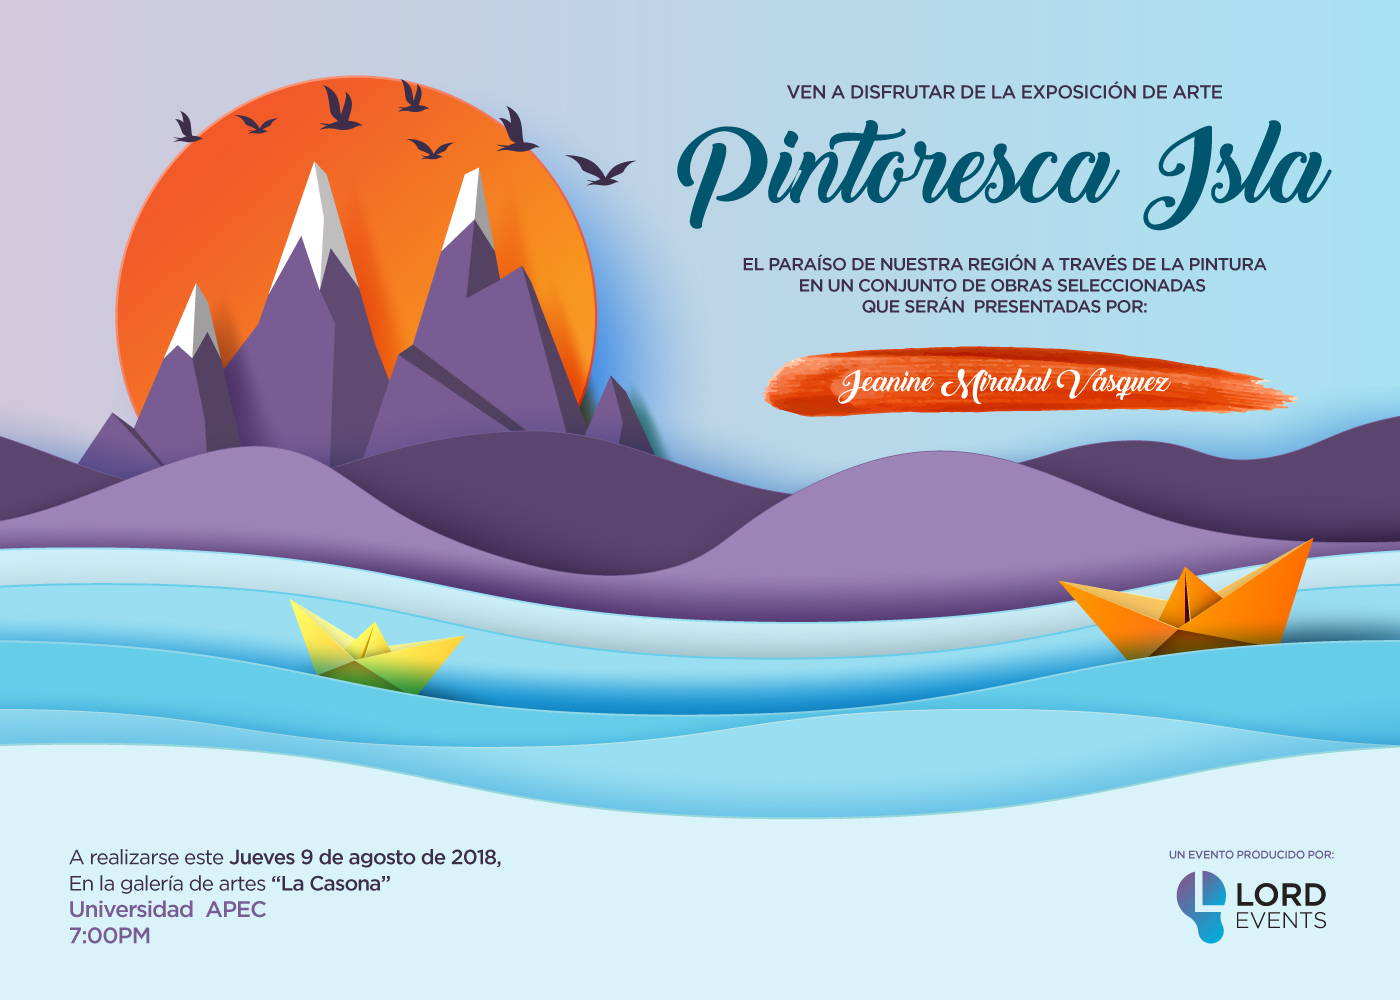 VEN A DISFRUTAR DE LA EXPOSICIÓN DE ARTE
Pintoresca Isla
EL PARAÍSO DE NUESTRA REGIÓN A TRAVÉS DE LA PINTURA
EN UN CONJUNTO DE OBRAS SELECCIONADAS
QUE SERÁN PRESENTADAS POR:
Jeanine Mirabal Vásquez
A realizarse este Jueves 9 de agosto de 2018,
En la galería de artes “La Casona”
Universidad APEC
7:00PM
UN EVENTO PRODUCIDO POR:
LORD
EVENTS